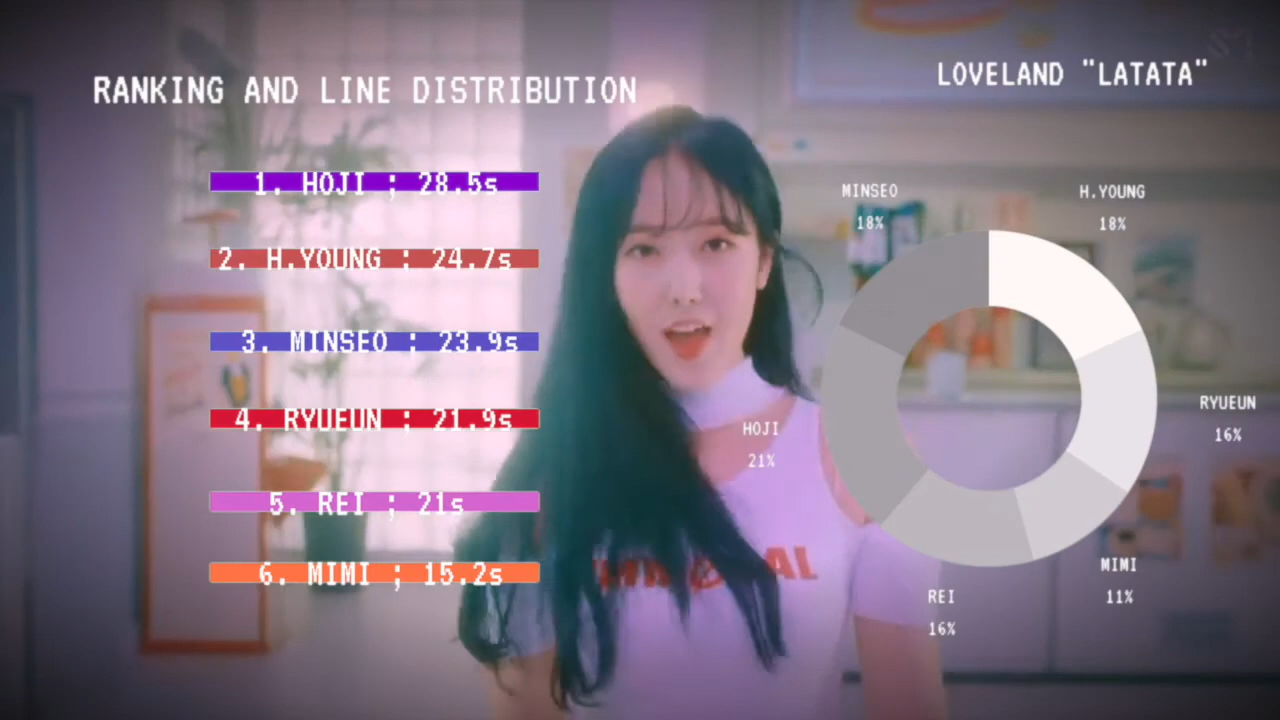 RANKING AND LINE DISTRIBUTION
LOVELAND "LATATA"
1. HOJI ; 28.5s
2. H.YOUNG : 24.7s
3. MINSEO : 23.9s
4. RYUEUN : 21.9s
5. REI ; 21s
6. MIMI ; 15.2s
MINSEO
18%
H.YOUNG
18%
RYUEUN
16%
HOJI
21%
MIMI
11%
REI
16%